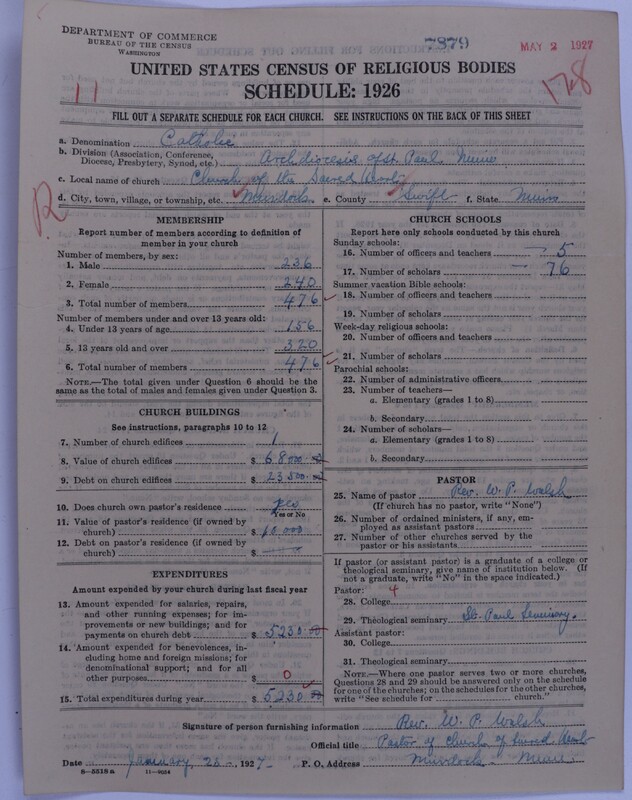 DEPARTMENT OF COMMERCE
BUREAU OF THE CENSUS
WASHINGTON
7879
MAY 2 1927
UNITED STATES CENSUS OF RELIGIOUS BODIES
SCHEDULE: 1926
11
178
FILL OUT A SEPARATE SCHEDULE FOR EACH CHURCH. SEE INSTRUCTIONS ON THE BACK OF THIS SHEET
a. Denomination Catholic
b. Division (Association, Conference, Diocese, Presbytery, Synod, etc.) Archdiocesis of St. Paul Minn
c. Local name of church Church of the Sacred Heart
d. City, town, village, or township, etc. Murdock e. County Swift f. State Minn
R
MEMBERSHIP
Report number of members according to definition of
member in your church
Number of members, by sex:
1. Male 236
2. Female 240
3. Total number of members 476
Number of members under and over 13 years old:
4. Under 13 years of age 156
5. 13 years old and over 320
6. Total number of members 476
NOTE.—The total given under Question 6 should be
same as the total of males and females given under Question 3.
CHURCH BUILDINGS
See instructions, paragraphs 10 to 12
7. Number of church edifices 1
8. Value of church edifices $ 68000
9. Debt on church edifices $ 23500
10. Does church own pastor's residence yes
Yes or No
11. Value of pastor's residence (if owned by
church) $ 10000
12. Debt on pastor's residence (if owned by
church) $
EXPENDITURES
Amount expended by your church during last fiscal year
13. Amount expended for salaries, repairs,
and other running expenses; for im-
provements or new buildings; and for
payments on church debt $ 5230.00
14. Amount expended for benevolences, in-
cluding home and foreign missions; for
denominational support; and for all
other purposes $ 0
15. Total expenditures during year $ 5230
CHURCH SCHOOLS
Report here only schools conducted by this church
Sunday schools:
16. Number of officers and teachers 5
17. Number of scholars 76
Summer vacation Bible schools:
18. Number of officers and teachers
19. Number of scholars
Week-day religious schools:
20. Number of officers and teachers
21. Number of scholars
Parochial schools:
22. Number of administrative officers
23. Number of teachers—
a. Elementary (grades 1 to 8)
b. Secondary
24. Number of scholars—
a. Elementary (grades 1 to 8)
b. Secondary
PASTOR
25. Name of pastor Rev. W. P. Walsh
(If church has no pastor, write "None")
26. Number of ordained ministers, if any, em-
ployed as assistant pastors
27. Number of other churches served by the
pastor or his assistants
If pastor (or assistant pastor) is a graduate of a college or
theological seminary, give name of institution below. (If
not a graduate, write "No" in the space indicated.)
Pastor: 4
28. College
29. Theological seminary St. Paul Seminary.
Assistant pastor:
30. College
31. Theological seminary
NOTE.—Where one pastor serves two or more churches,
Questions 28 and 29 should be answered only on the schedule
for one of the churches; on the schedules for the other churches,
write "See schedule for church."
Signature of person furnishing information Rev. W. P. Walsh
Official title Pastor of Church of Sacred Heart
Date January 26, 1927. P. O. Address Murdock Minn.
8—5518a 11—9024